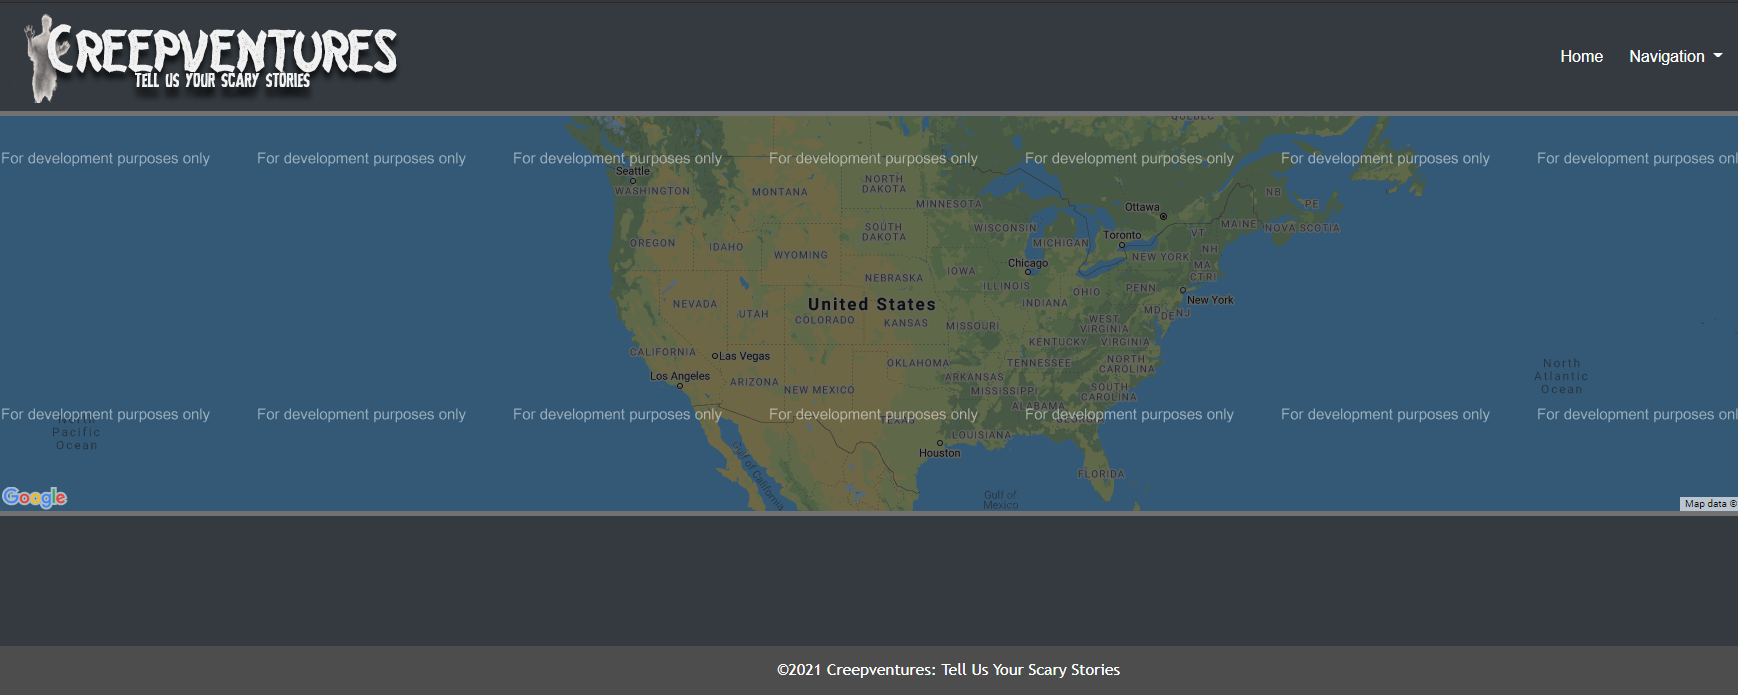 CREEPVENTURES
TELL US YOUR SCARY STORIES
Home Navigation
QUEBEC
For development purposes only For development purposes only For development purposes only For development purposes only For development purposes only For development purposes only For development purposes onl
Seattle
WASHINGTON
MONTANA
NORTH
DAKOTA
MINNESOTA
Ottawa
NB
PE
MAINE
NOVA SCOTIA
OREGON
IDAHO
WYOMING
SOUTH
DAKOTA
WISCONSIN
MICHIGAN
Toronto
VT
NH
NEW YORK
MA
CT RI
Chicago
NEBRASKA
IOWA
ILLINOIS
INDIANA
OHIO
PENN
New York
NEVADA
UTAH
United States
COLORADO
KANSAS
MISSOURI
WEST
VIRGINIA
MD
DE
NJ
KENTUCKY
VIRGINIA
CALIFORNIA
Las Vegas
Los Angeles
ARIZONA
NEW MEXICO
OKLAHOMA
ARKANSAS
TENNESSEE
NORTH
CAROLINA
MISSISSIPPI
SOUTH
CAROLINA
ALABAMA
GEORGIA
North
Atlantic
Ocean
For development purposes only For development purposes only For development purposes only For development purposes only For development purposes only For development purposes only For development purposes onl
North
Pacific
Ocean
TEXAS
LOUISIANA
Houston
FLORIDA
Gulf of California
Gulf of
Mexico
Google
Map data ©
©2021 Creepventures: Tell Us Your Scary Stories